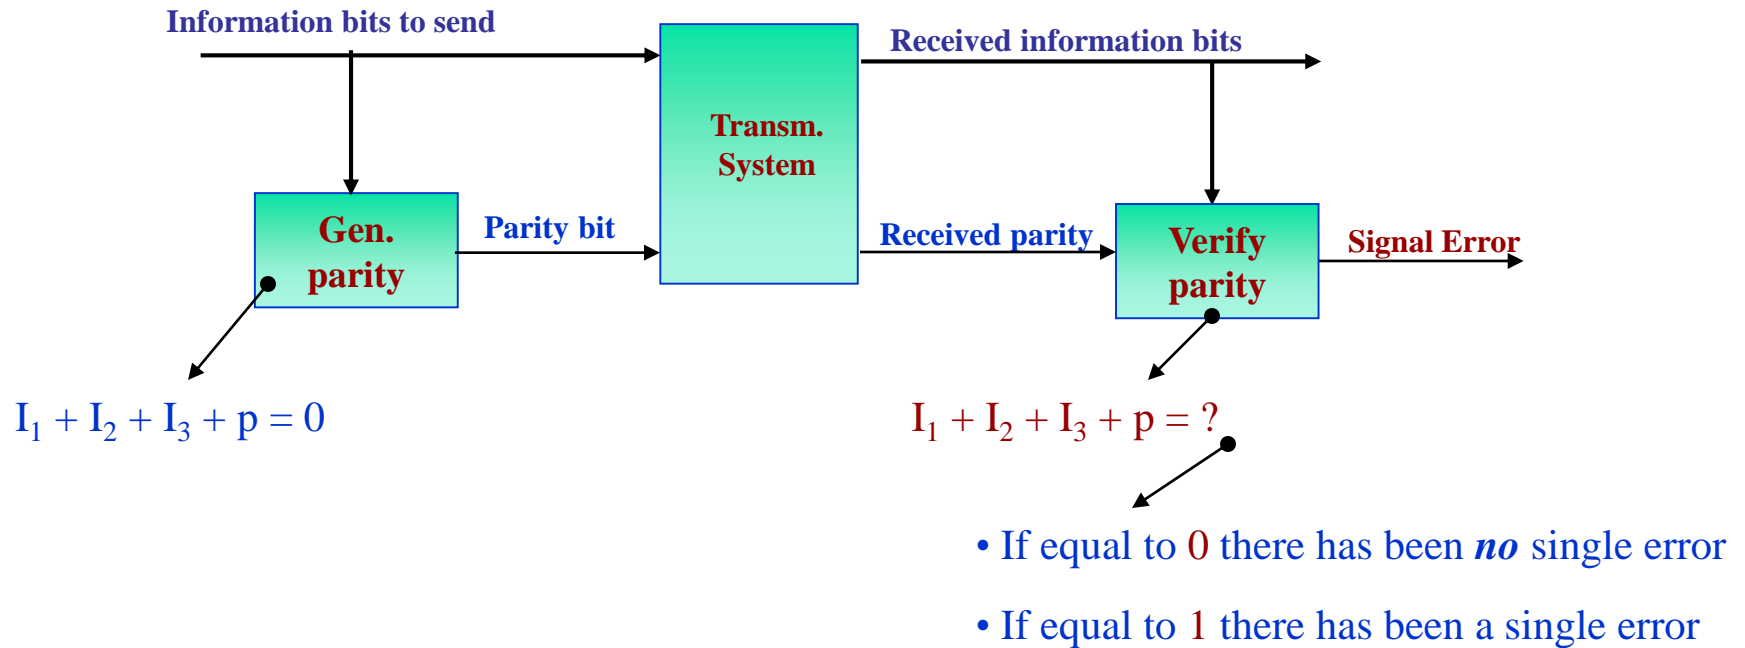 Information bits to send
Received information bits
Transm.
System
Gen.
parity
Parity bit
Received parity
Verify
parity
Signal Error
I₁ + I₂ + I₃ + p = 0
I₁ + I₂ + I₃ + p = ?
• If equal to 0 there has been no single error
• If equal to 1 there has been a single error